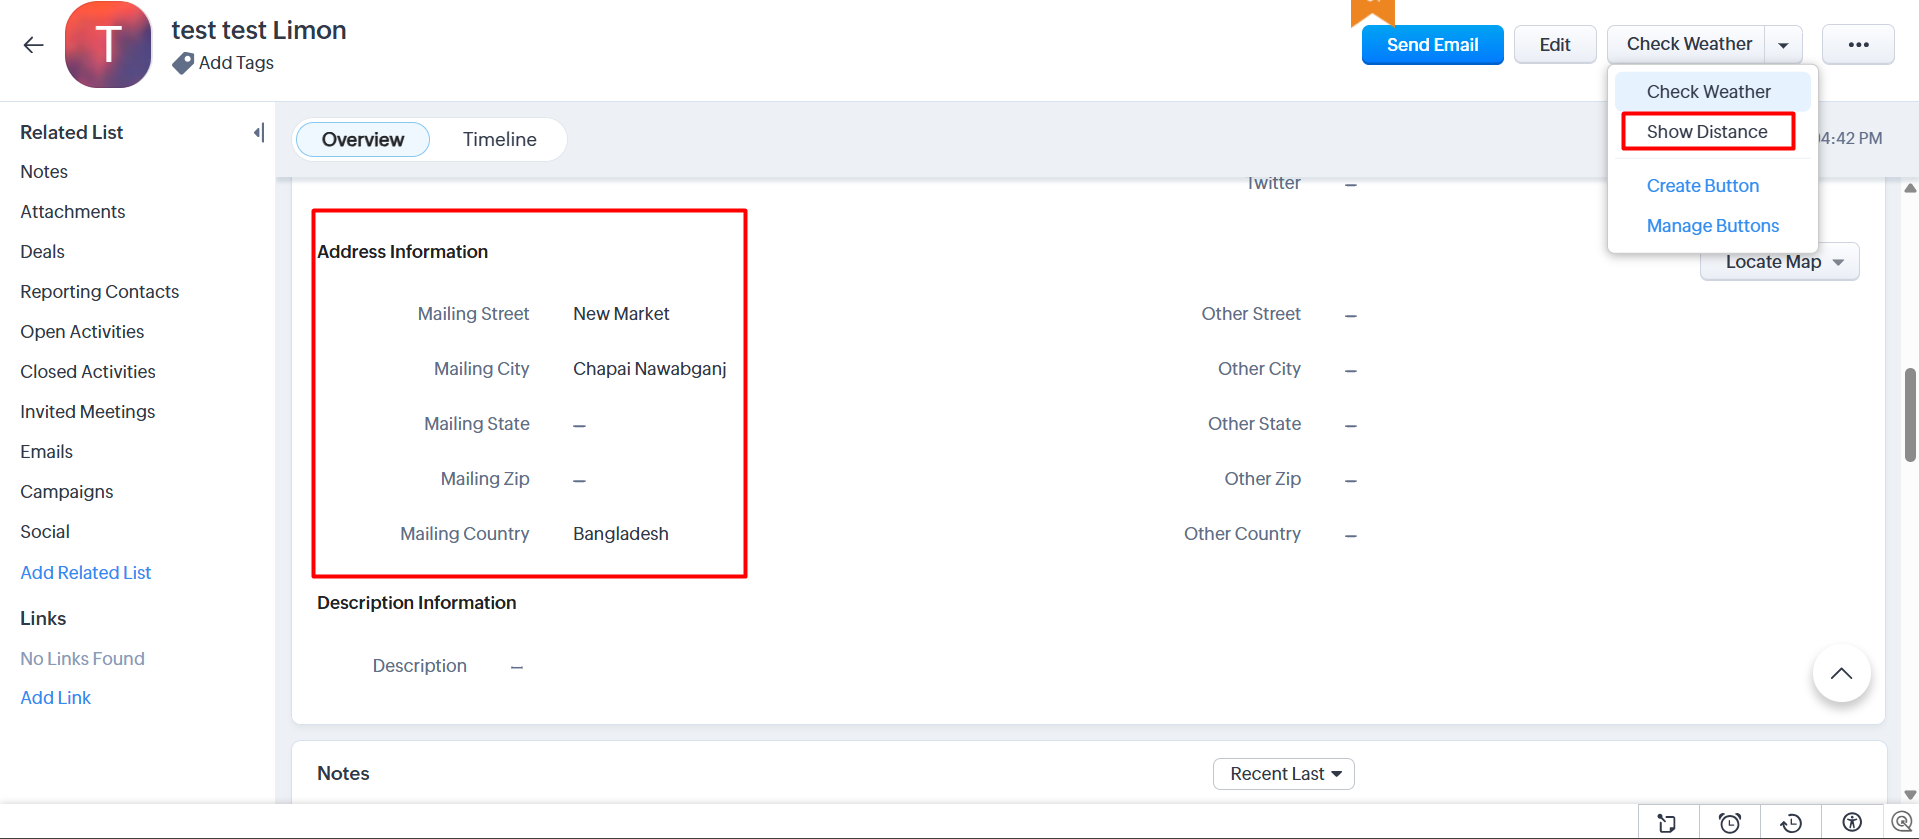 T
test test Limon
Add Tags
Send Email
Edit
Check Weather
Check Weather
Show Distance
Create Button
Manage Buttons
Related List
Notes
Attachments
Deals
Reporting Contacts
Open Activities
Closed Activities
Invited Meetings
Emails
Campaigns
Social
Add Related List
Links
No Links Found
Add Link
Overview
Timeline
4:42 PM
Twitter –
Address Information
Locate Map
Mailing Street New Market
Other Street –
Mailing City Chapai Nawabganj
Other City –
Mailing State –
Other State –
Mailing Zip –
Other Zip –
Mailing Country Bangladesh
Other Country –
Description Information
Description –
Notes
Recent Last